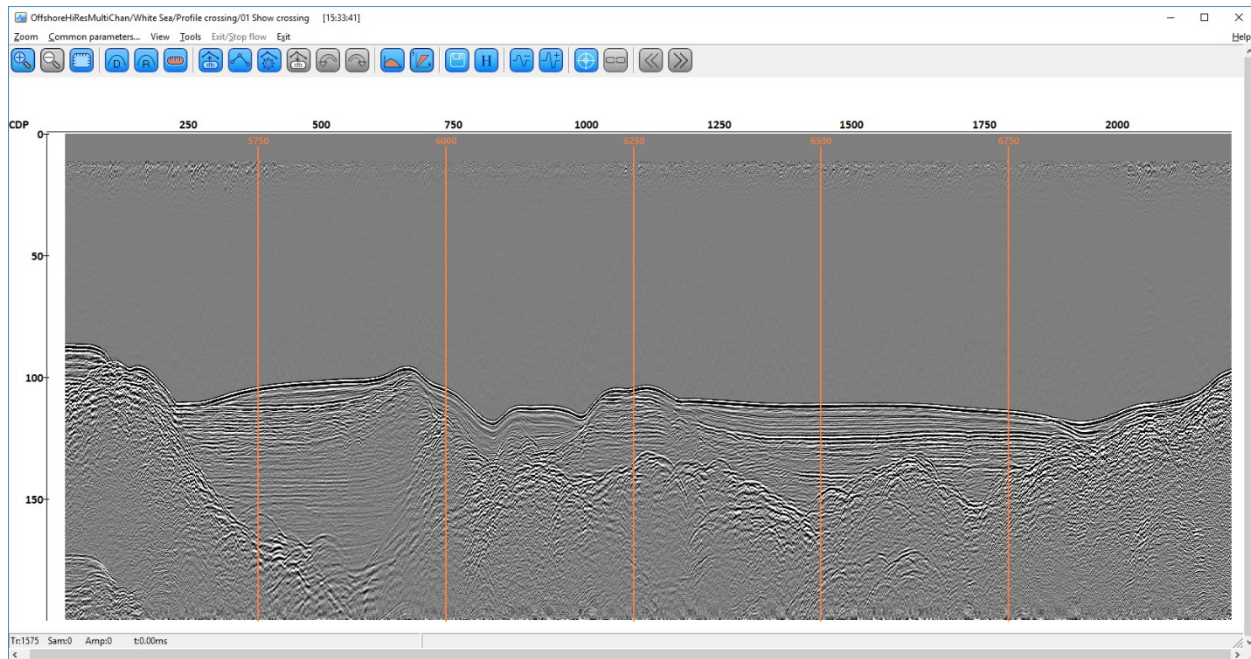 OffshoreHiResMultiChan/White Sea/Profile crossing/01 Show crossing [15:33:41]
Zoom Common parameters... View Tools Exit/Stop flow Exit Help
D R H
CDP 250 500 750 1000 1250 1500 1750 2000
0
5750 6000 6250 6500 6750
50
100
150
Tr:1575 Sam:0 Amp:0 t:0.00ms